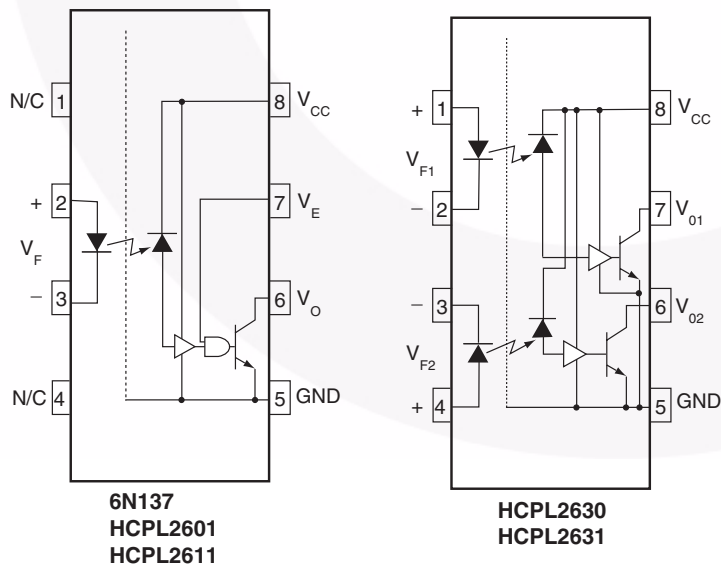 N/C 1
8 V_CC
+ 2
7 V_E
V_F
− 3
6 V_O
N/C 4
5 GND
6N137
HCPL2601
HCPL2611
+ 1
8 V_CC
V_F1
− 2
7 V_01
− 3
6 V_02
V_F2
+ 4
5 GND
HCPL2630
HCPL2631